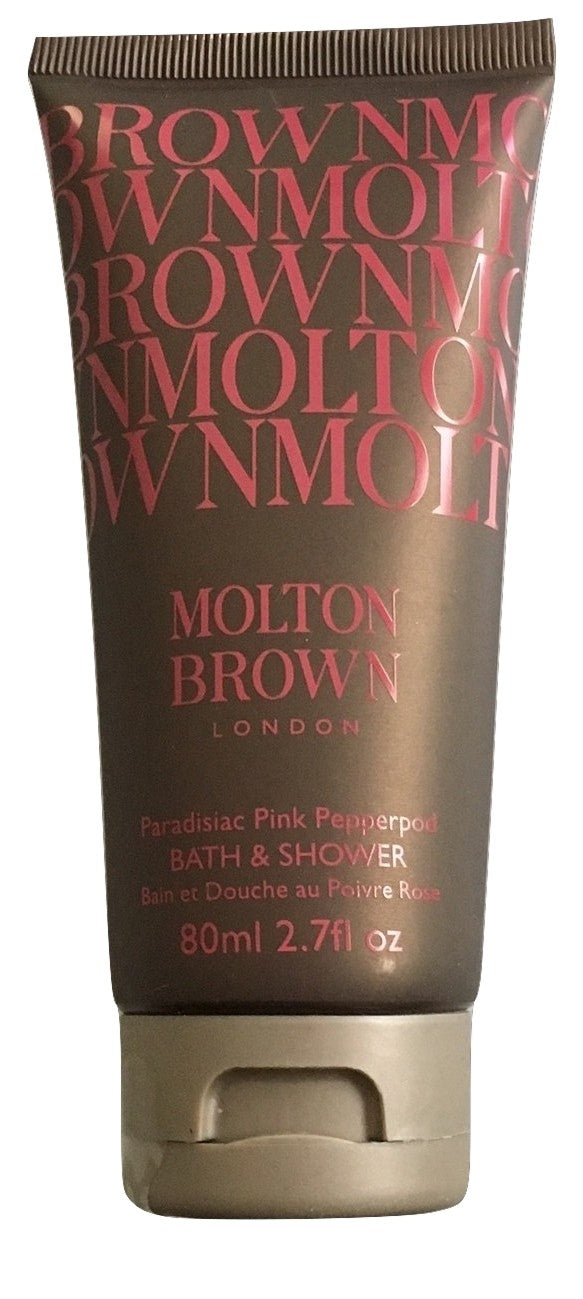 BROWNMO
OWNMOLT
BROWNMO
NMOLTON
OWNMOLT
MOLTON
BROWN
LONDON
Paradisiac Pink Pepperpod
BATH & SHOWER
Bain et Douche au Poivre Rose
80ml 2.7fl oz